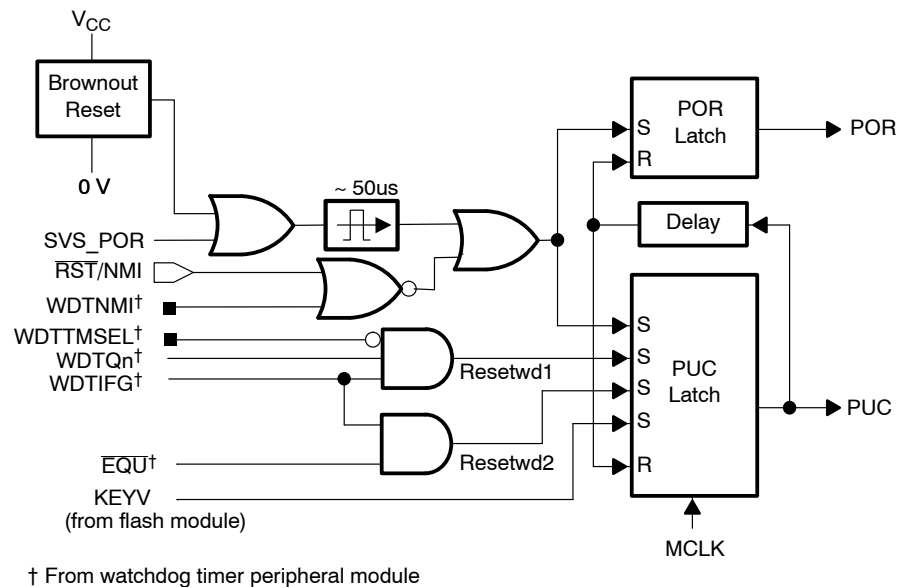 VCC
Brownout
Reset
0 V
~ 50us
SVS_POR
RST/NMI
WDTNMI†
WDTTMSEL†
WDTQn†
WDTIFG†
Resetwd1
EQU†
Resetwd2
KEYV
(from flash module)
S
R
POR
Latch
POR
Delay
S
S
S
S
R
PUC
Latch
PUC
MCLK
† From watchdog timer peripheral module